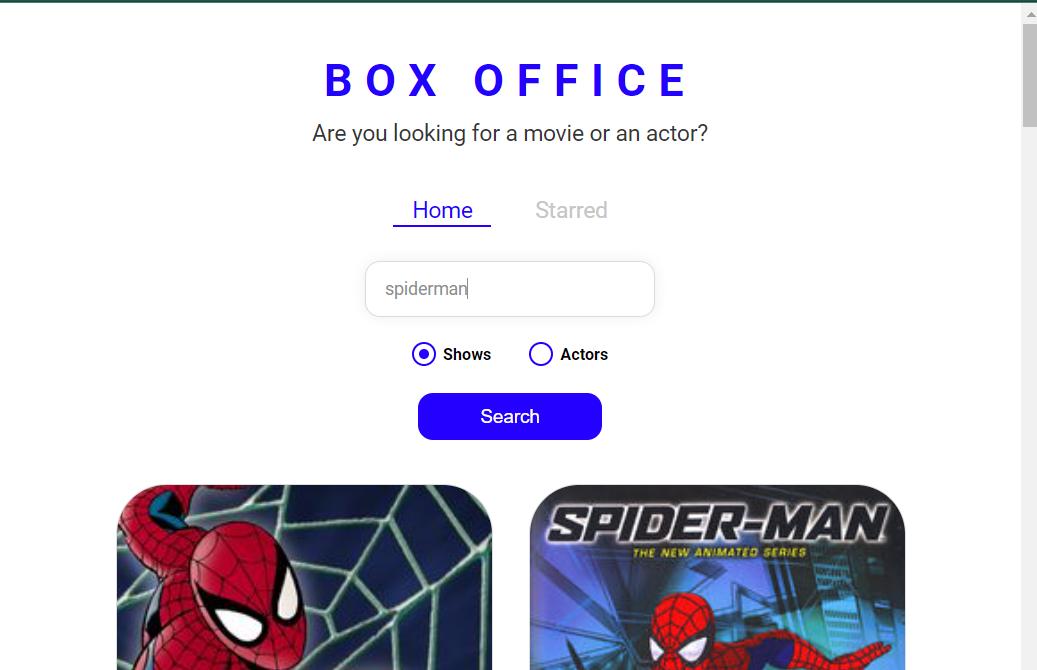 BOX OFFICE
Are you looking for a movie or an actor?
Home Starred
spiderman
Shows Actors
Search
SPIDER-MAN
THE NEW ANIMATED SERIES